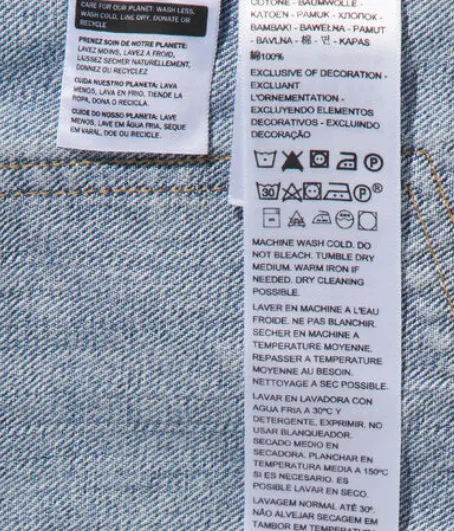 CARE FOR OUR PLANET: WASH LESS,
WASH COLD, LINE DRY, DONATE OR
RECYCLE
PRENEZ SOIN DE NOTRE PLANETE:
LAVEZ MOINS, LAVEZ A FROID,
LAISSEZ SECHER NATURELLEMENT,
DONNEZ OU RECYCLEZ
CUIDA NUESTRO PLANETA: LAVA
MENOS, LAVA EN FRIO, TIENDE LA
ROPA, DONA O RECICLA.
CUIDE DO NOSSO PLANETA: LAVE
MENOS, LAVE EM ÁGUA FRIA, SEQUE
EM VARAL, DOE OU RECICLE.
COTONE - BAUMWOLLE -
KATOEN - PAMUK - ХЛОПОК -
BAMBAKI - BAWEŁNA - PAMUT
- BAVLNA - 棉 - 면 - KAPAS
綿100%
EXCLUSIVE OF DECORATION -
EXCLUANT
L'ORNEMENTATION -
EXCLUYENDO ELEMENTOS
DECORATIVOS - EXCLUINDO
DECORAÇÃO
P
30 P ®
MACHINE WASH COLD. DO
NOT BLEACH. TUMBLE DRY
MEDIUM. WARM IRON IF
NEEDED. DRY CLEANING
POSSIBLE.
LAVER EN MACHINE A L'EAU
FROIDE. NE PAS BLANCHIR.
SECHER EN MACHINE A
TEMPERATURE MOYENNE.
REPASSER A TEMPERATURE
MOYENNE AU BESOIN.
NETTOYAGE A SEC POSSIBLE.
LAVAR EN LAVADORA CON
AGUA FRIA A 30ºC Y
DETERGENTE, EXPRIMIR. NO
USAR BLANQUEADOR.
SECADO MEDIO EN
SECADORA. PLANCHAR EN
TEMPERATURA MEDIA A 150ºC
SI ES NECESARIO. ES
POSIBLE LAVAR EN SECO.
LAVAGEM NORMAL ATÉ 30º.
NÃO ALVEJAR SECAGEM EM
TAMBOR EM TEMPERATURA